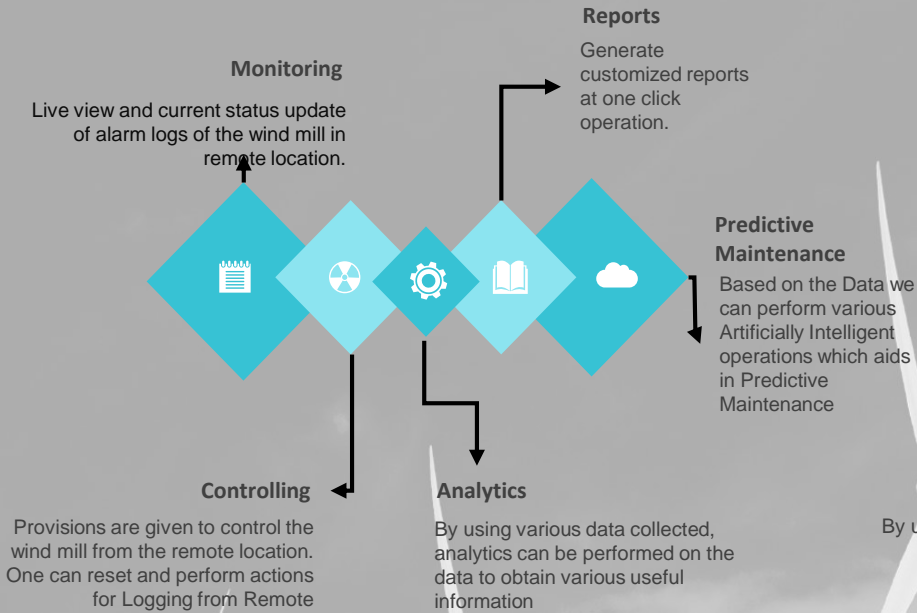 Reports
Generate
customized reports
at one click
operation.
Monitoring
Live view and current status update
of alarm logs of the wind mill in
remote location.
Predictive
Maintenance
Based on the Data we
can perform various
Artificially Intelligent
operations which aids
in Predictive
Maintenance
Controlling
Provisions are given to control the
wind mill from the remote location.
One can reset and perform actions
for Logging from Remote
Analytics
By using various data collected,
analytics can be performed on the
data to obtain various useful
information
By u